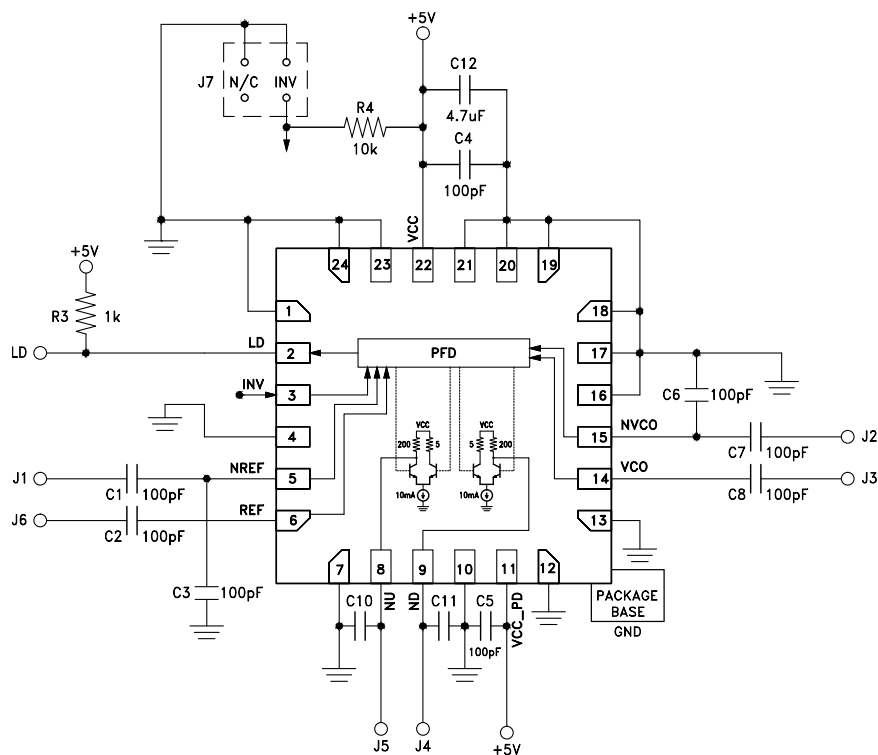 +5V
J7
N/C
INV
C12
4.7uF
R4
10k
C4
100pF
VCC
24
23
22
21
20
19
+5V
R3
1k
LD
LD
INV
NREF
REF
1
2
3
4
5
6
PFD
VCC
VCC
200
5
5
200
10mA
10mA
18
17
16
15
14
13
NVCO
VCO
C6
100pF
C7
100pF
J2
C8
100pF
J3
J1
C1
100pF
J6
C2
100pF
C3
100pF
7
8
9
10
11
12
C10
NU
ND
C11
C5
100pF
VCC_PD
PACKAGE
BASE
GND
J5
J4
+5V